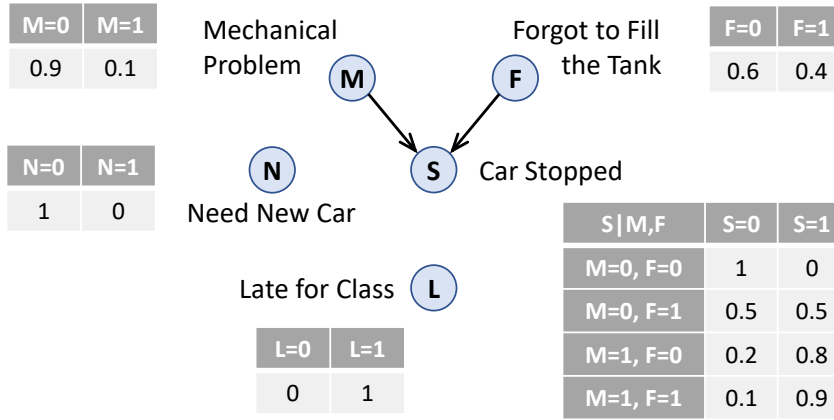 M=0 M=1
0.9 0.1
Mechanical
Problem
M
Forgot to Fill
the Tank
F
F=0 F=1
0.6 0.4
N=0 N=1
1 0
N
Need New Car
S
Car Stopped
Late for Class
L
L=0 L=1
0 1
S|M,F S=0 S=1
M=0, F=0 1 0
M=0, F=1 0.5 0.5
M=1, F=0 0.2 0.8
M=1, F=1 0.1 0.9